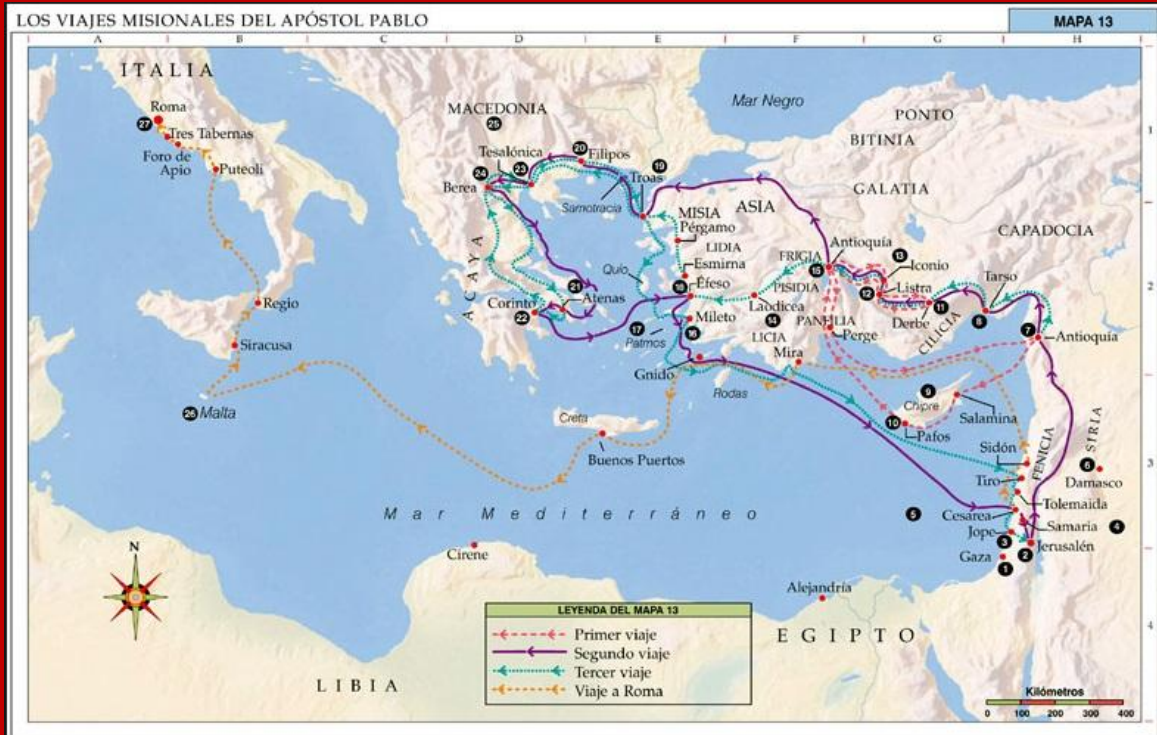 LOS VIAJES MISIONALES DEL APÓSTOL PABLO
MAPA 13
A B C D E F G H
ITALIA
Roma
27
Tres Tabernas
Foro de
Apio
Puteoli
Regio
Siracusa
26 Malta
MACEDONIA
25
Tesalónica
24
23
20
Filipos
19
Troas
Berea
Samotracia
Mar Negro
PONTO
BITINIA
GALATIA
CAPADOCIA
1
ASIA
MISIA
Pérgamo
LIDIA
Esmirna
Quío
18
Éfeso
ACAYA
21
Corinto
Atenas
22
17
Patmos
Mileto
16
Gnido
Rodas
FRIGIA
Antioquía
15
PISIDIA
Laodicea
14
LICIA
Mira
PANFILIA
Perge
13
Iconio
12
Listra
11
Derbe
CILICIA
Tarso
8
7
Antioquía
2
9
Chipre
Salamina
10
Pafos
Creta
Buenos Puertos
Sidón
FENICIA
SIRIA
6
Damasco
3
Tiro
Tolemaida
5
Cesarea
Samaria
4
Jope
3
2
Jerusalén
Gaza
1
Mar Mediterráneo
Cirene
N
Alejandría
EGIPTO
4
LIBIA
LEYENDA DEL MAPA 13
Primer viaje
Segundo viaje
Tercer viaje
Viaje a Roma
Kilómetros
0 100 200 300 400